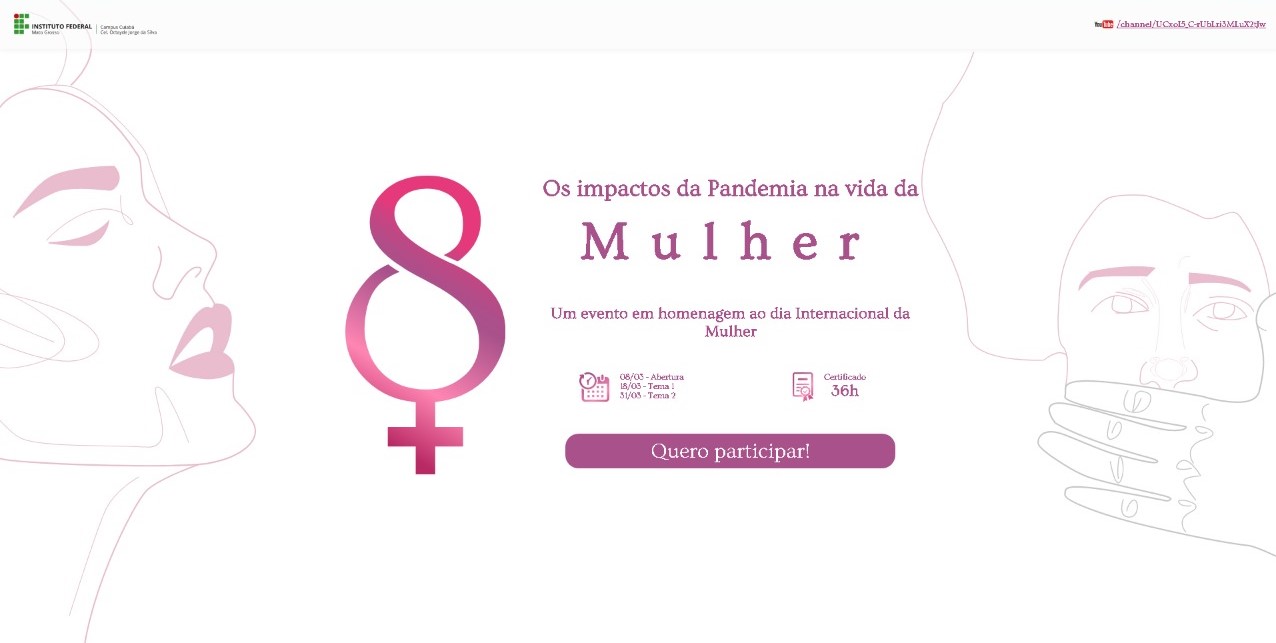 INSTITUTO FEDERAL
Mato Grosso
Campus Cuiabá
Cel. Octayde Jorge da Silva
YouTube
Os impactos da Pandemia na vida da
Mulher
Um evento em homenagem ao dia Internacional da
Mulher
08/03 - Abertura
18/03 - Tema 1
31/03 - Tema 2
Certificado
36h
Quero participar!